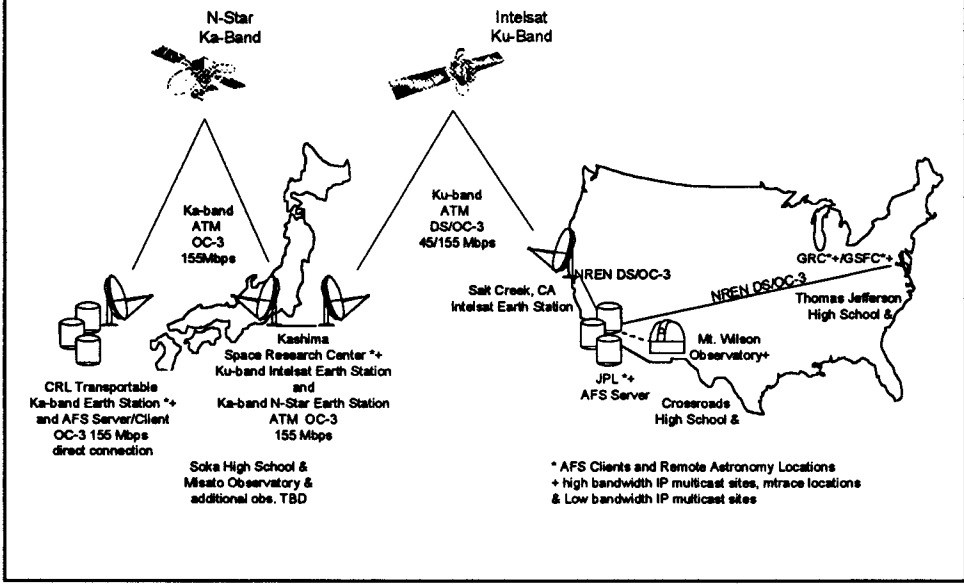 N-Star
Ka-Band
Intelsat
Ku-Band
Ka-band
ATM
OC-3
155Mbps
Ku-band
ATM
DS/OC-3
45/155 Mbps
NREN DS/OC-3
Salt Creek, CA
Intelsat Earth Station
GRC*+/GSFC*+
NREN DS/OC-3
Thomas Jefferson
High School &
Mt. Wilson
Observatory+
JPL *+
AFS Server
Crossroads
High School &
Kashima
Space Research Center *+
Ku-band Intelsat Earth Station
and
Ka-band N-Star Earth Station
ATM OC-3
155 Mbps
CRL Transportable
Ka-band Earth Station *+
and AFS Server/Client
OC-3 155 Mbps
direct connection
Soka High School &
Misato Observatory &
additional obs. TBD
* AFS Clients and Remote Astronomy Locations
+ high bandwidth IP multicast sites, mtrace locations
& Low bandwidth IP multicast sites